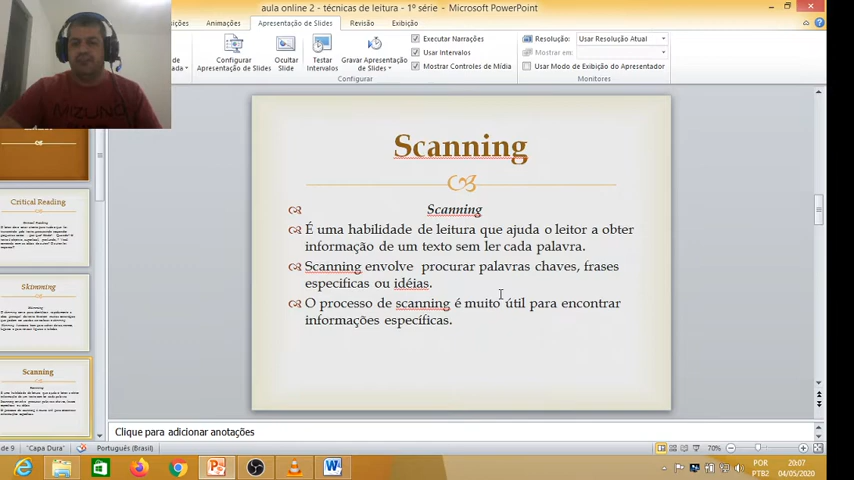 aula online 2 - técnicas de leitura - 1º série - Microsoft PowerPoint
Animações
Apresentação de Slides
Revisão
Exibição
Configurar
Apresentação de Slides
Ocultar
Slide
Testar
Intervalos
Gravar Apresentação
de Slides
Executar Narrações
Usar Intervalos
Mostrar Controles de Mídia
Configurar
Resolução:
Usar Resolução Atual
Mostrar em:
Usar Modo de Exibição do Apresentador
Monitores
MIZUNO
Critical Reading
Skimming
Scanning
Scanning
Scanning
É uma habilidade de leitura que ajuda o leitor a obter
informação de um texto sem ler cada palavra.
Scanning envolve procurar palavras chaves, frases
especificas ou idéias.
O processo de scanning é muito útil para encontrar
informações específicas.
Clique para adicionar anotações
de 9
"Capa Dura"
Português (Brasil)
70%
POR
PTB2
20:07
04/05/2020